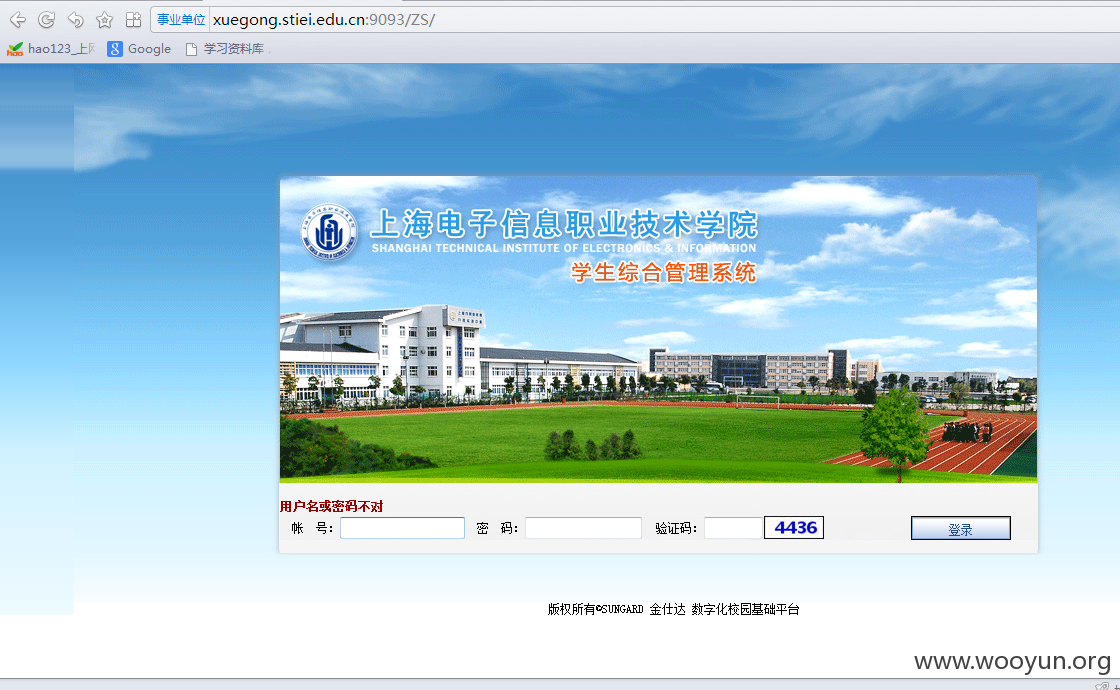 事业单位 xuegong.stiei.edu.cn:9093/ZS/
hao123_上网 Google 学习资料库
上海电子信息职业技术学院
SHANGHAI TECHNICAL INSTITUTE OF ELECTRONICS & INFORMATION
学生综合管理系统
用户名或密码不对
帐 号: 密 码: 验证码: 4436 登录
版权所有©SUNGARD 金仕达 数字化校园基础平台
www.wooyun.org